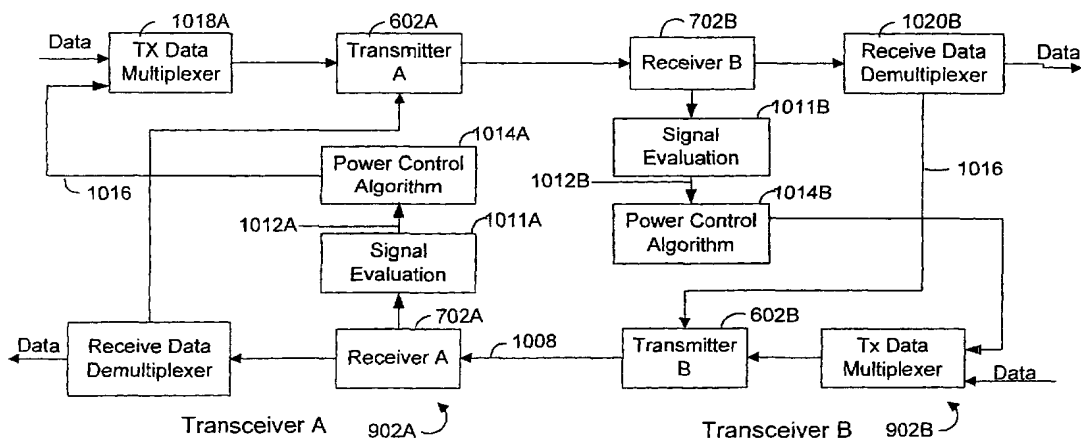 1018A
602A
702B
1020B
Data
TX Data
Multiplexer
Transmitter
A
Receiver B
Receive Data
Demultiplexer
Data
1011B
1014A
Signal
Evaluation
Power Control
Algorithm
1016
1012B
1014B
1016
1012A
1011A
Power Control
Algorithm
Signal
Evaluation
702A
602B
Data
Receive Data
Demultiplexer
Receiver A
1008
Transmitter
B
Tx Data
Multiplexer
Data
Transceiver A
902A
Transceiver B
902B